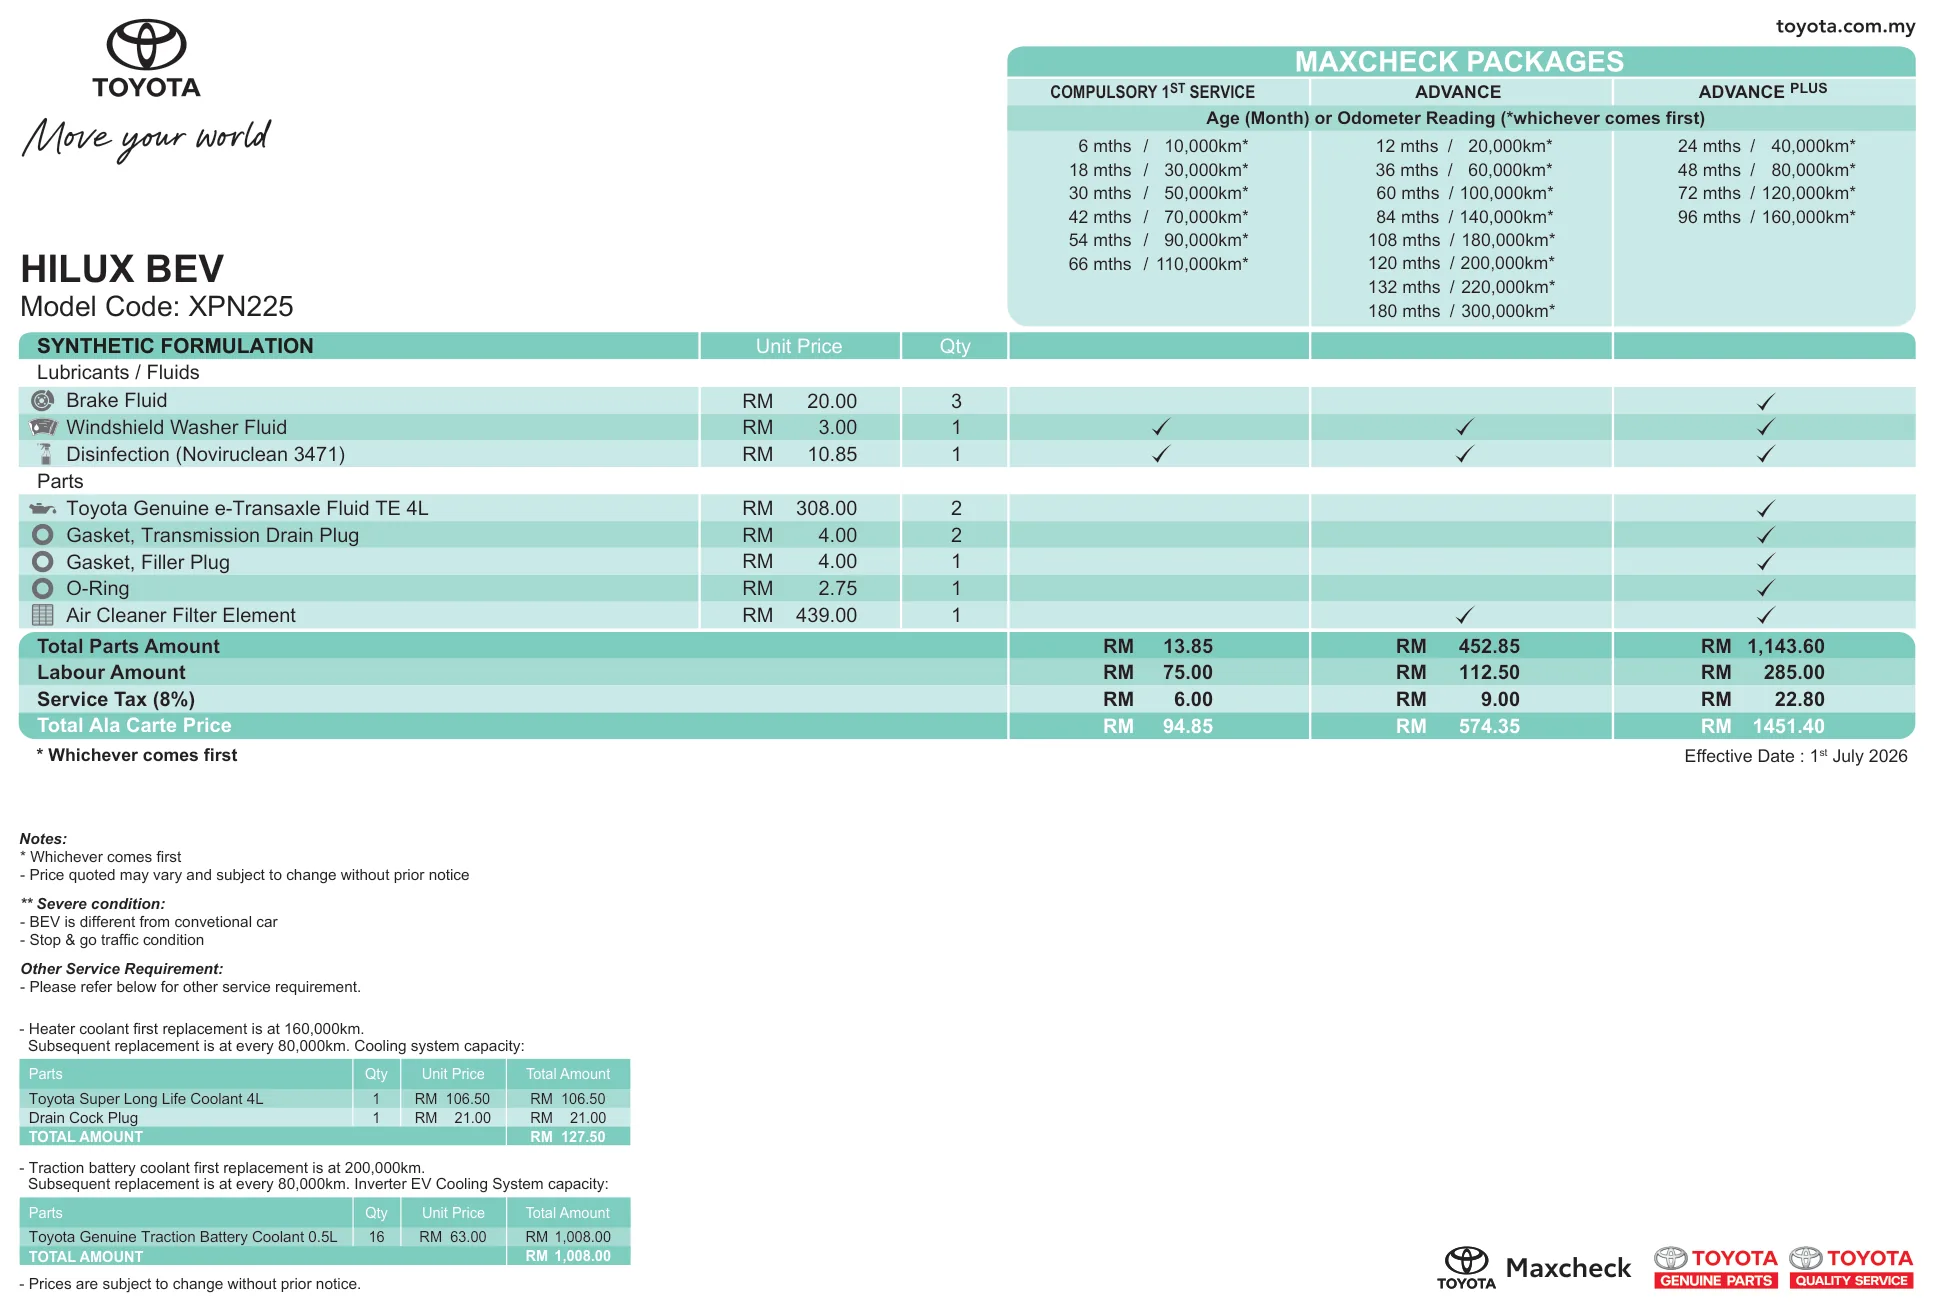 TOYOTA
Move your world
toyota.com.my
MAXCHECK PACKAGES
COMPULSORY 1ST SERVICE ADVANCE ADVANCE PLUS
Age (Month) or Odometer Reading (*whichever comes first)
6 mths / 10,000km* 12 mths / 20,000km* 24 mths / 40,000km*
18 mths / 30,000km* 36 mths / 60,000km* 48 mths / 80,000km*
30 mths / 50,000km* 60 mths / 100,000km* 72 mths / 120,000km*
42 mths / 70,000km* 84 mths / 140,000km* 96 mths / 160,000km*
54 mths / 90,000km* 108 mths / 180,000km*
66 mths / 110,000km* 120 mths / 200,000km*
132 mths / 220,000km*
180 mths / 300,000km*
HILUX BEV
Model Code: XPN225
SYNTHETIC FORMULATION Unit Price Qty
Lubricants / Fluids
Brake Fluid RM 20.00 3 ✓
Windshield Washer Fluid RM 3.00 1 ✓ ✓ ✓
Disinfection (Noviruclean 3471) RM 10.85 1 ✓ ✓ ✓
Parts
Toyota Genuine e-Transaxle Fluid TE 4L RM 308.00 2 ✓
Gasket, Transmission Drain Plug RM 4.00 2 ✓
Gasket, Filler Plug RM 4.00 1 ✓
O-Ring RM 2.75 1 ✓
Air Cleaner Filter Element RM 439.00 1 ✓ ✓
Total Parts Amount RM 13.85 RM 452.85 RM 1,143.60
Labour Amount RM 75.00 RM 112.50 RM 285.00
Service Tax (8%) RM 6.00 RM 9.00 RM 22.80
Total Ala Carte Price RM 94.85 RM 574.35 RM 1451.40
* Whichever comes first
Effective Date : 1st July 2026
Notes:
* Whichever comes first
- Price quoted may vary and subject to change without prior notice
** Severe condition:
- BEV is different from convetional car
- Stop & go traffic condition
Other Service Requirement:
- Please refer below for other service requirement.
- Heater coolant first replacement is at 160,000km.
Subsequent replacement is at every 80,000km. Cooling system capacity:
Parts Qty Unit Price Total Amount
Toyota Super Long Life Coolant 4L 1 RM 106.50 RM 106.50
Drain Cock Plug 1 RM 21.00 RM 21.00
TOTAL AMOUNT RM 127.50
- Traction battery coolant first replacement is at 200,000km.
Subsequent replacement is at every 80,000km. Inverter EV Cooling System capacity:
Parts Qty Unit Price Total Amount
Toyota Genuine Traction Battery Coolant 0.5L 16 RM 63.00 RM 1,008.00
TOTAL AMOUNT RM 1,008.00
- Prices are subject to change without prior notice.
TOYOTA
Maxcheck
TOYOTA
GENUINE PARTS
TOYOTA
QUALITY SERVICE